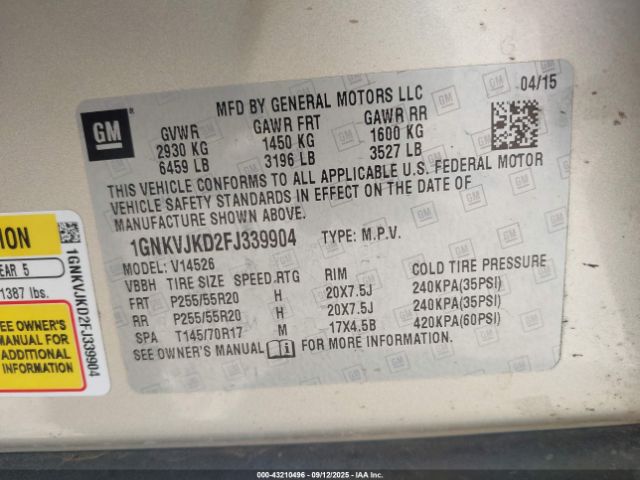 GM
MFD BY GENERAL MOTORS LLC
04/15
GVWR GAWR FRT GAWR RR
2930 KG 1450 KG 1600 KG
6459 LB 3196 LB 3527 LB
THIS VEHICLE CONFORMS TO ALL APPLICABLE U.S. FEDERAL MOTOR
VEHICLE SAFETY STANDARDS IN EFFECT ON THE DATE OF
MANUFACTURE SHOWN ABOVE.
1GNKVJKD2FJ339904 TYPE: M.P.V.
MODEL: V14526
VBBH TIRE SIZE SPEED.RTG RIM COLD TIRE PRESSURE
FRT P255/55R20 H 20X7.5J 240KPA(35PSI)
RR P255/55R20 H 20X7.5J 240KPA(35PSI)
SPA T145/70R17 M 17X4.5B 420KPA(60PSI)
SEE OWNER'S MANUAL FOR MORE INFORMATION.
ION
EAR 5
1387 lbs.
SEE OWNER'S
MANUAL FOR
MORE
1GNKVJKD2FJ339904
000-43210496 - 09/12/2025 - IAAI.COM